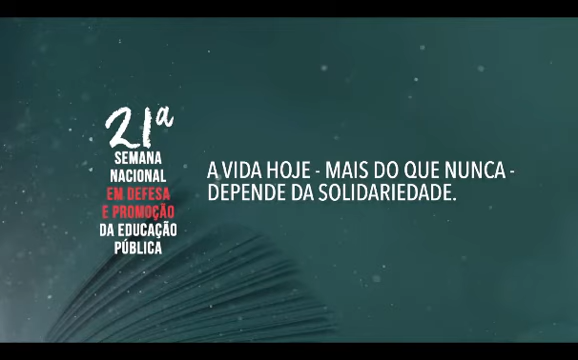 21ª
SEMANA
NACIONAL
EM DEFESA
E PROMOÇÃO
DA EDUCAÇÃO
PÚBLICA
A VIDA HOJE - MAIS DO QUE NUNCA -
DEPENDE DA SOLIDARIEDADE.